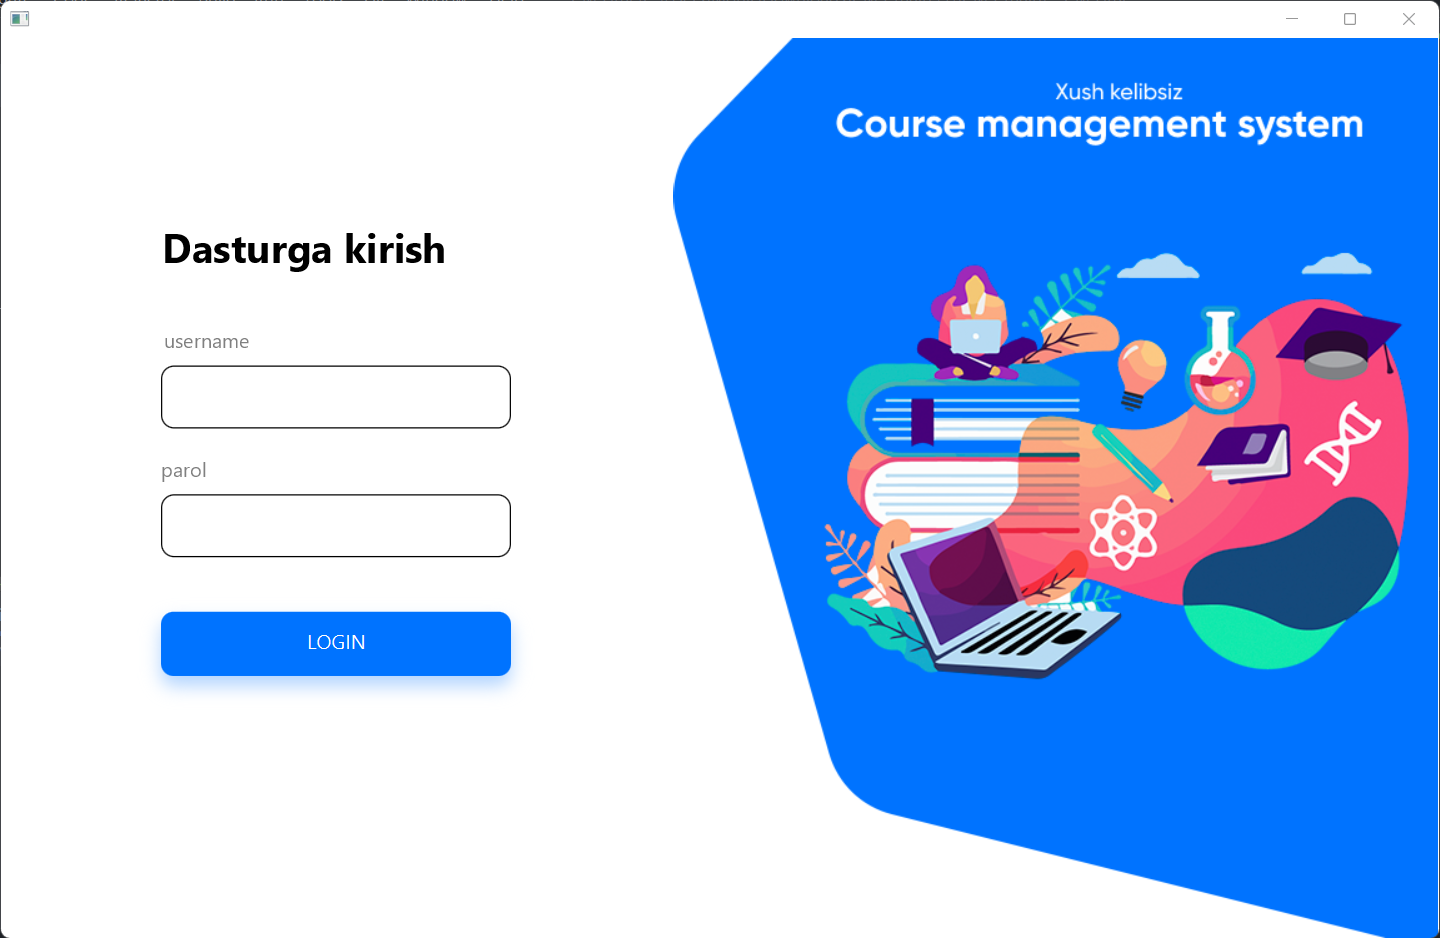 Xush kelibsiz
Course management system
Dasturga kirish
username
parol
LOGIN